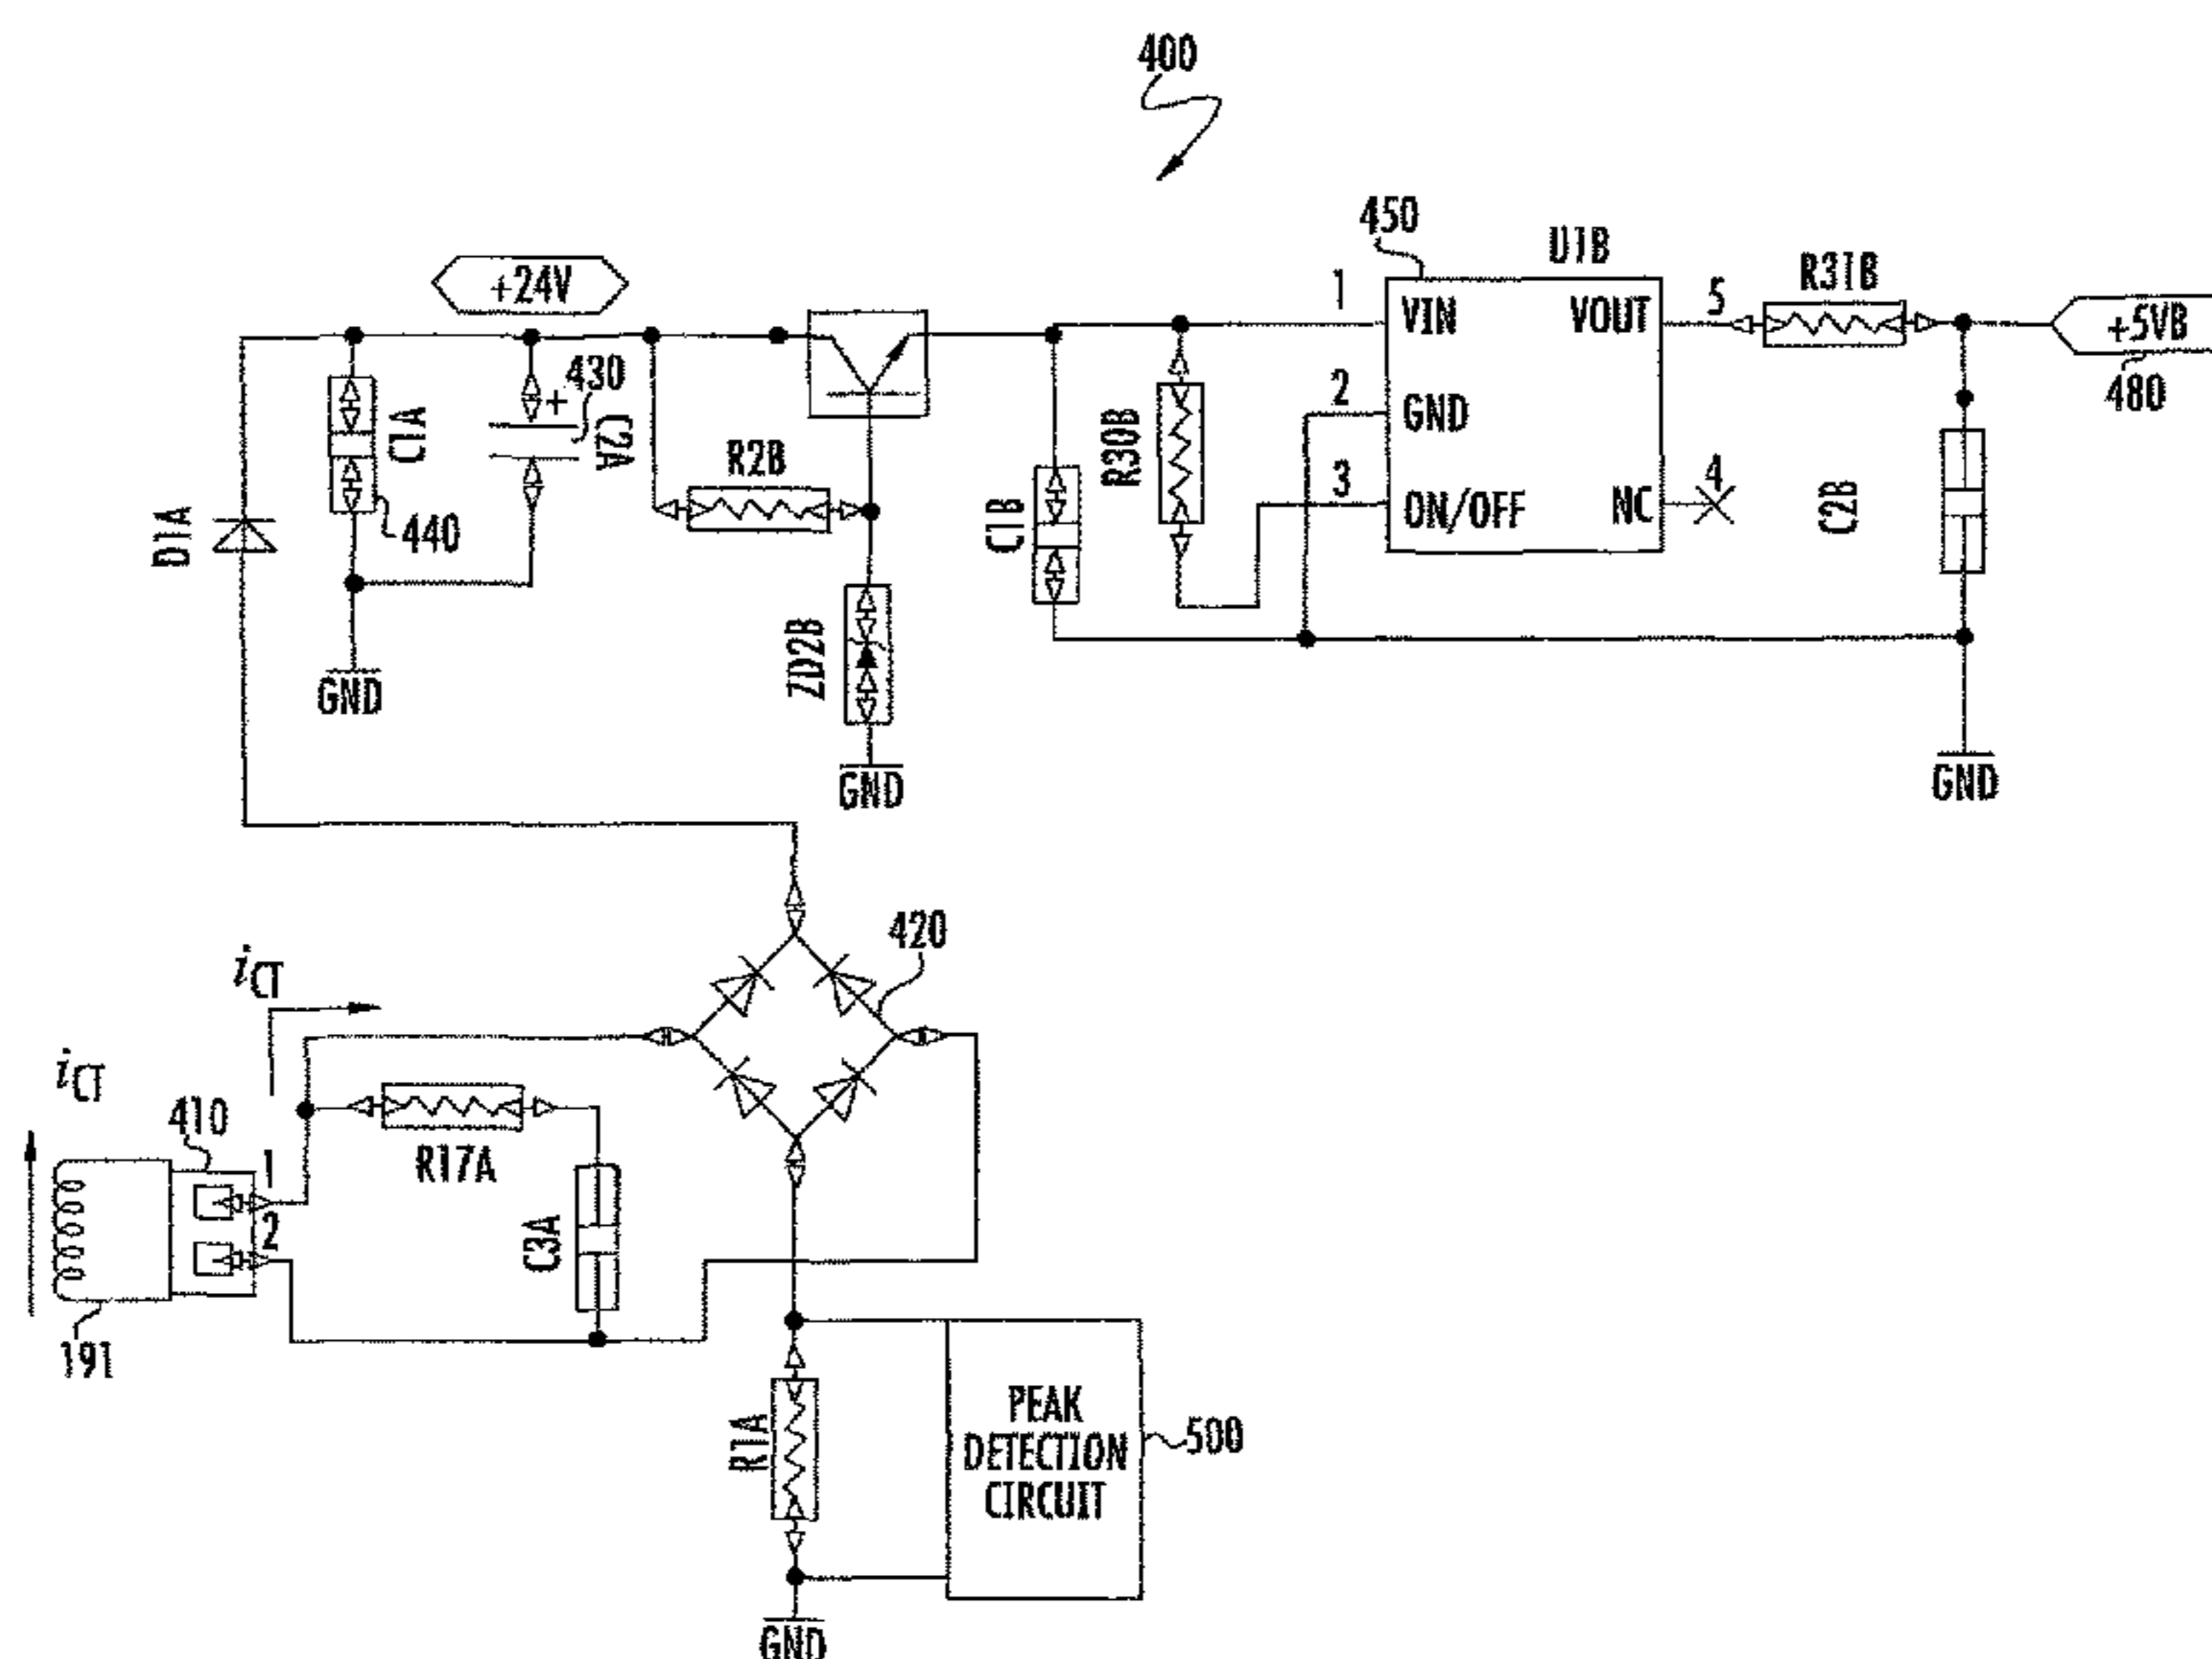 400
450
U1B
+24V
1
VIN
VOUT
5
R31B
+5VB
480
430
+
C1A
C2A
2
GND
R30B
R2B
3
ON/OFF
NC
4
C1B
C2B
440
D1A
ZD2B
GND
GND
GND
420
iCT
iCT
410
1
R17A
2
C3A
191
R1A
PEAK
DETECTION
CIRCUIT
500
GND